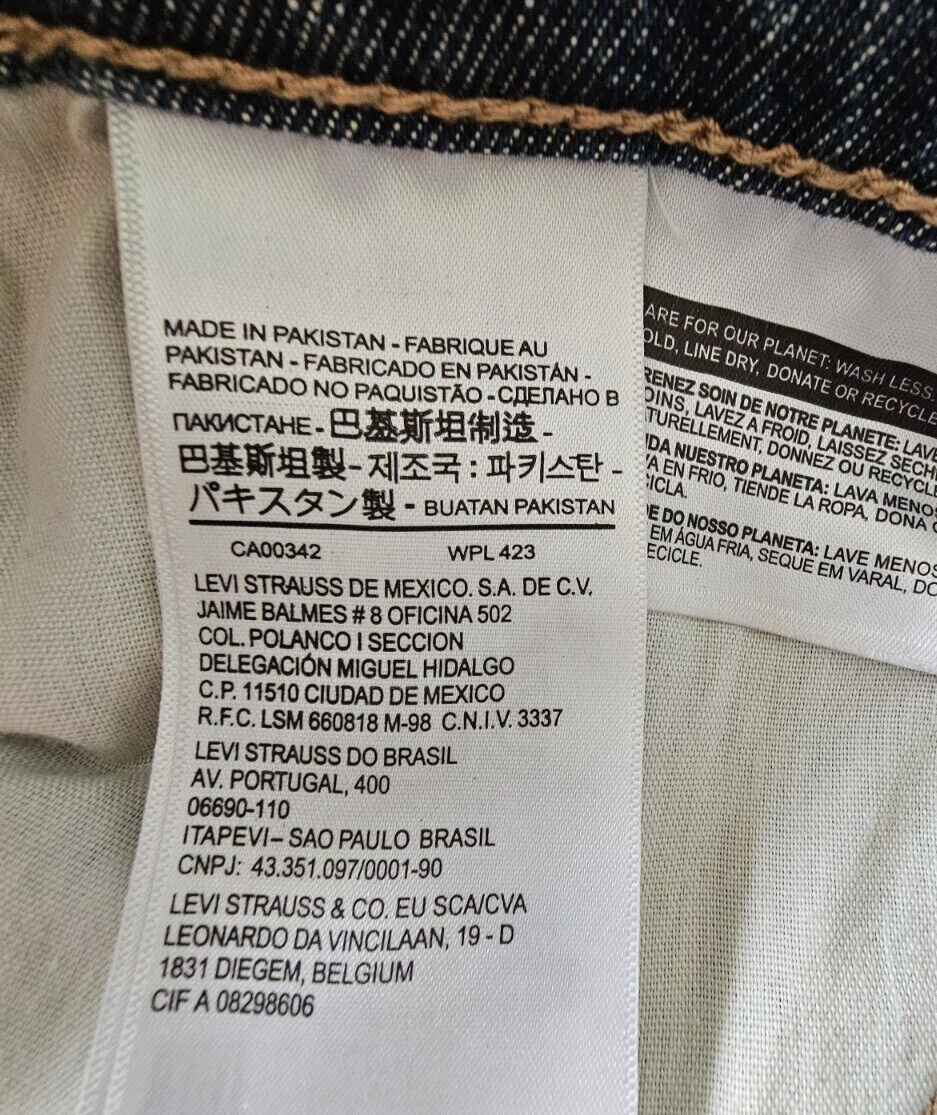 MADE IN PAKISTAN - FABRIQUE AU
PAKISTAN - FABRICADO EN PAKISTÁN -
FABRICADO NO PAQUISTÃO - СДЕЛАНО В
ПАКИСТАНЕ - 巴基斯坦制造 -
巴基斯坦製 - 제조국 : 파키스탄 -
パキスタン製 - BUATAN PAKISTAN
CA00342 WPL 423
LEVI STRAUSS DE MEXICO. S.A. DE C.V.
JAIME BALMES # 8 OFICINA 502
COL. POLANCO I SECCION
DELEGACIÓN MIGUEL HIDALGO
C.P. 11510 CIUDAD DE MEXICO
R.F.C. LSM 660818 M-98 C.N.I.V. 3337
LEVI STRAUSS DO BRASIL
AV. PORTUGAL, 400
06690-110
ITAPEVI– SAO PAULO BRASIL
CNPJ: 43.351.097/0001-90
LEVI STRAUSS & CO. EU SCA/CVA
LEONARDO DA VINCILAAN, 19 - D
1831 DIEGEM, BELGIUM
CIF A 08298606
ARE FOR OUR PLANET: WASH LESS.
OLD, LINE DRY, DONATE OR RECYCLE
RENEZ SOIN DE NOTRE PLANETE: LAVE
OINS, LAVEZ A FROID, LAISSEZ SECH
TURELLEMENT, DONNEZ OU RECYCLE
IDA NUESTRO PLANETA: LAVA MENOS
A EN FRIO, TIENDE LA ROPA, DONA
ICLA.
E DO NOSSO PLANETA: LAVE MENOS
EM ÁGUA FRIA, SEQUE EM VARAL, DO
ECICLE.